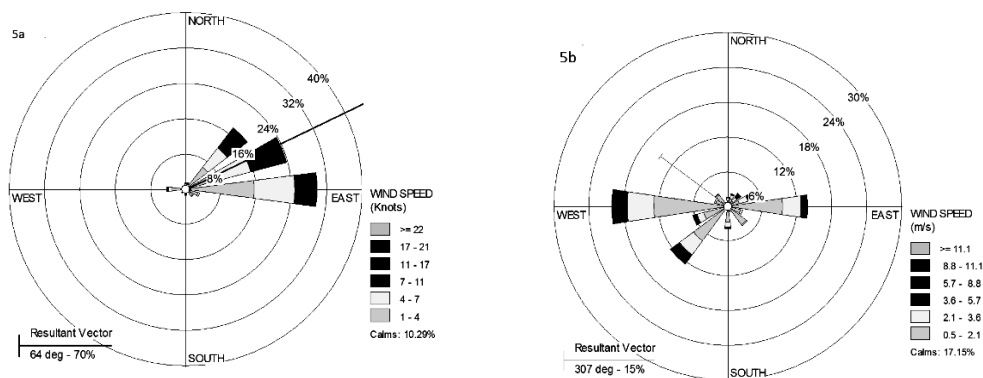 5a
NORTH
40%
32%
24%
16%
8%
WEST
EAST
WIND SPEED
(Knots)
>= 22
17 - 21
11 - 17
7 - 11
4 - 7
1 - 4
Calms: 10.29%
Resultant Vector
64 deg - 70%
SOUTH
5b
NORTH
30%
24%
18%
12%
6%
WEST
EAST
WIND SPEED
(m/s)
>= 11.1
8.8 - 11.1
5.7 - 8.8
3.6 - 5.7
2.1 - 3.6
0.5 - 2.1
Calms: 17.15%
Resultant Vector
307 deg - 15%
SOUTH